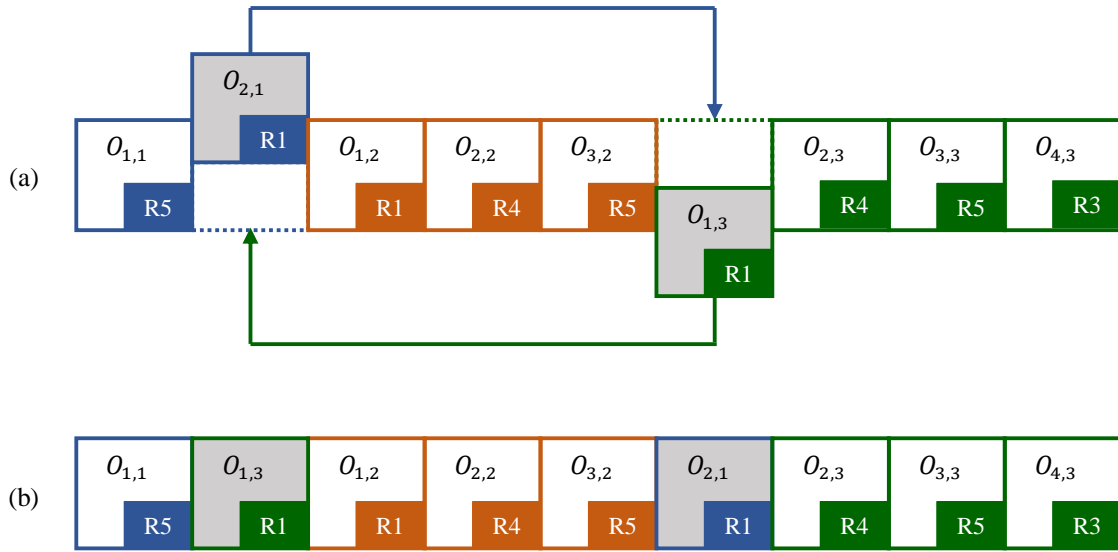 O2,1
R1
(a) O1,1 O1,2 O2,2 O3,2 O2,3 O3,3 O4,3
R5 R1 R4 R5 R4 R5 R3
O1,3
R1
(b) O1,1 O1,3 O1,2 O2,2 O3,2 O2,1 O2,3 O3,3 O4,3
R5 R1 R1 R4 R5 R1 R4 R5 R3